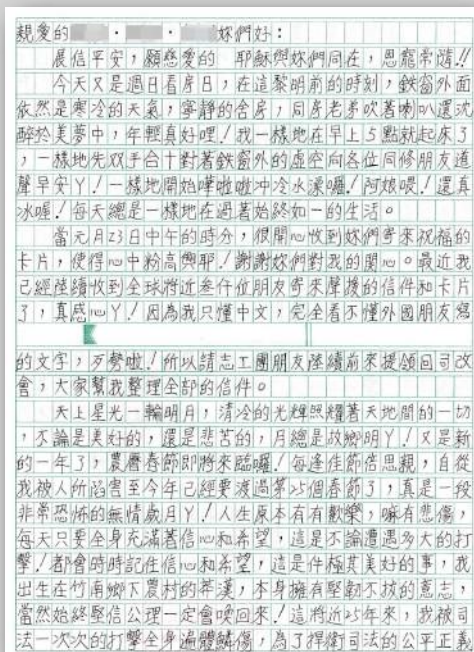 親愛的 · · 妳們好:
展信平安,願慈愛的 耶穌與妳們同在,恩寵常隨!!
今天又是週日看房日,在這黎明前的時刻,鉄窗外面
依然是寒冷的天氣,寧靜的舍房,同房老弟吹著喇叭還沉
醉於美夢中,年輕真好哩!我一樣地在早上5點就起床了
,一樣地先双手合十對著鉄窗外的虛空向各位同修朋友道
聲早安丫!一樣地開始嘩啦啦沖冷水澡囉!阿娘喂!還真
冰喔!每天總是一樣地在過著始終如一的生活。
當元月23日中午的時分,很開心收到妳們寄來祝福的
卡片,使得心中粉高興耶!謝謝妳們對我的関心。最近我
已經陸續收到全球將近叁仟位朋友寄來聲援的信件和卡片
了,真感心丫!因為我只懂中文,完全看不懂外國朋友寫
的文字,歹勢啦!所以請志工團朋友陸續前來提領回司改
會,大家幫我整理全部的信件。
天上星光一輪明月,清冷的光輝照耀著天地間的一切
,不論是美好的,還是悲苦的,月總是故鄉明丫!又是新
的一年了,農曆春節即將來臨囉!每逢佳節倍思親,自從
我被人所陷害至今年已經要渡過第25個春節了,真是一段
非常恐怖的無情歲月丫!人生原本有有歡樂,嘛有悲傷,
每天只要全身充滿著信心和希望,這是不論遭遇多大的打
擊!都會時時記住信心和希望,這是件極其美好的事,我
出生在竹南鄉下農村的莽漢,本身擁有堅韌不拔的意志,
當然始終堅信公理一定會喚回來!這將近25年來,我被司
法一次次的打擊全身遍體鱗傷,為了捍衛司法的公平正義